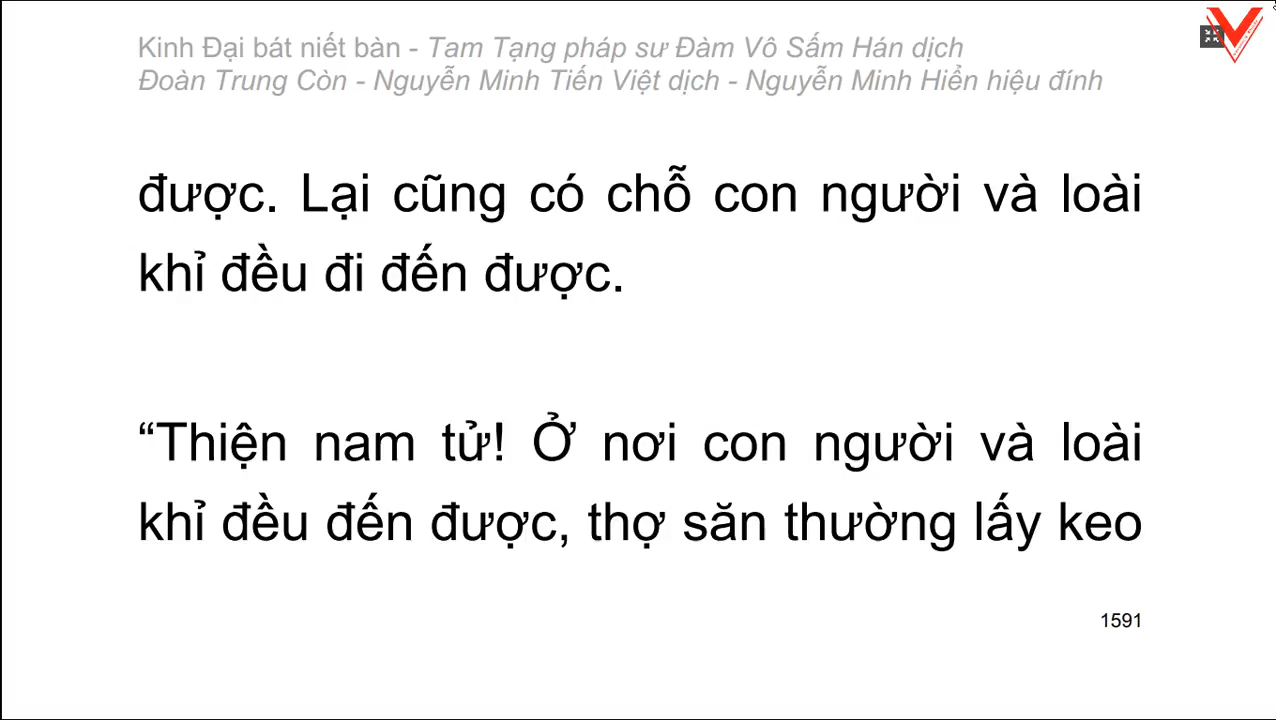 Kinh Đại bát niết bàn - Tam Tạng pháp sư Đàm Vô Sấm Hán dịch
Đoàn Trung Còn - Nguyễn Minh Tiến Việt dịch - Nguyễn Minh Hiển hiệu đính
được. Lại cũng có chỗ con người và loài
khỉ đều đi đến được.
“Thiện nam tử! Ở nơi con người và loài
khỉ đều đến được, thợ săn thường lấy keo
1591